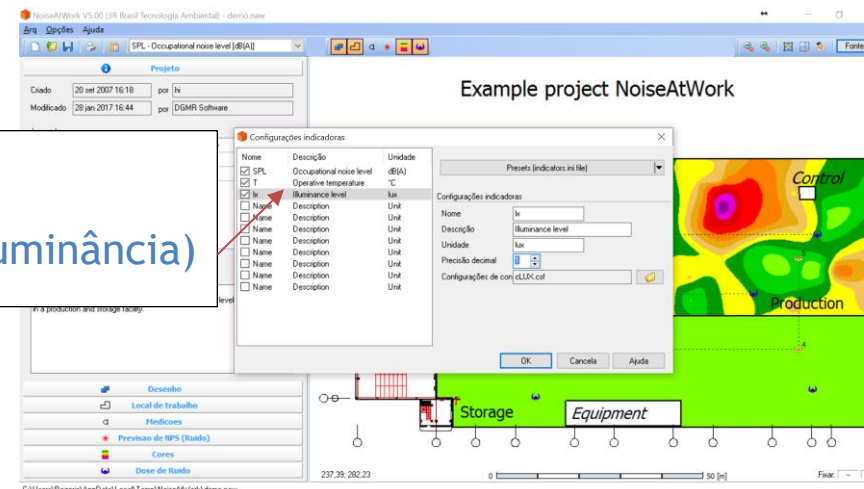 NoiseAtWork V5.00 (3R Brasil Tecnologia Ambiental) - demo.naw
Arq Opções Ajuda
SPL - Occupational noise level [dB(A)]
Fonte
Projeto
Criado 20 set 2007 16:18 por hi
Modificado 28 jan 2017 16:44 por DGMR Software
uminância)
level
in a production and storage facility.
Desenho
Local de trabalho
Medicoes
Previsao de NPS (Ruido)
Cores
Dose de Ruido
Example project NoiseAtWork
Configurações indicadoras
Nome Descrição Unidade
SPL Occupational noise level dB(A)
T Operative temperature °C
lx Illuminance level lux
Name Description Unit
Name Description Unit
Name Description Unit
Name Description Unit
Name Description Unit
Name Description Unit
Name Description Unit
Name Description Unit
Presets (indicators.ini file)
Configurações indicadoras
Nome lx
Descrição Illuminance level
Unidade lux
Precisão decimal
Configurações de con cLUX.csf
OK Cancela Ajuda
Control
Production
4
Storage
Equipment
237,39; 282,23
0 50 [m]
Fixar: